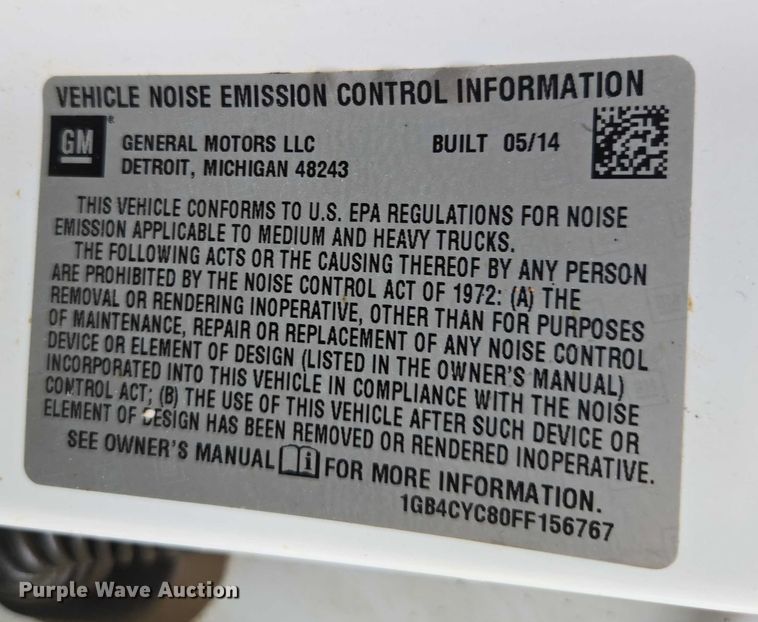 VEHICLE NOISE EMISSION CONTROL INFORMATION
GM ®
GENERAL MOTORS LLC BUILT 05/14
DETROIT, MICHIGAN 48243
THIS VEHICLE CONFORMS TO U.S. EPA REGULATIONS FOR NOISE
EMISSION APPLICABLE TO MEDIUM AND HEAVY TRUCKS.
THE FOLLOWING ACTS OR THE CAUSING THEREOF BY ANY PERSON
ARE PROHIBITED BY THE NOISE CONTROL ACT OF 1972: (A) THE
REMOVAL OR RENDERING INOPERATIVE, OTHER THAN FOR PURPOSES
OF MAINTENANCE, REPAIR OR REPLACEMENT OF ANY NOISE CONTROL
DEVICE OR ELEMENT OF DESIGN (LISTED IN THE OWNER'S MANUAL)
INCORPORATED INTO THIS VEHICLE IN COMPLIANCE WITH THE NOISE
CONTROL ACT; (B) THE USE OF THIS VEHICLE AFTER SUCH DEVICE OR
ELEMENT OF DESIGN HAS BEEN REMOVED OR RENDERED INOPERATIVE.
SEE OWNER'S MANUAL i FOR MORE INFORMATION.
1GB4CYC80FF156767
Purple Wave Auction